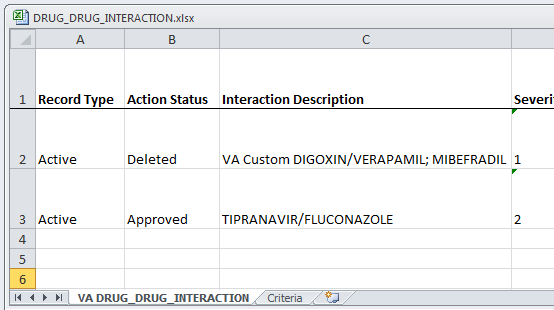 DRUG_DRUG_INTERACTION.xlsx
A B C
1 Record Type Action Status Interaction Description Severit
2 Active Deleted VA Custom DIGOXIN/VERAPAMIL; MIBEFRADIL 1
3 Active Approved TIPRANAVIR/FLUCONAZOLE 2
4
5
6
VA DRUG_DRUG_INTERACTION Criteria